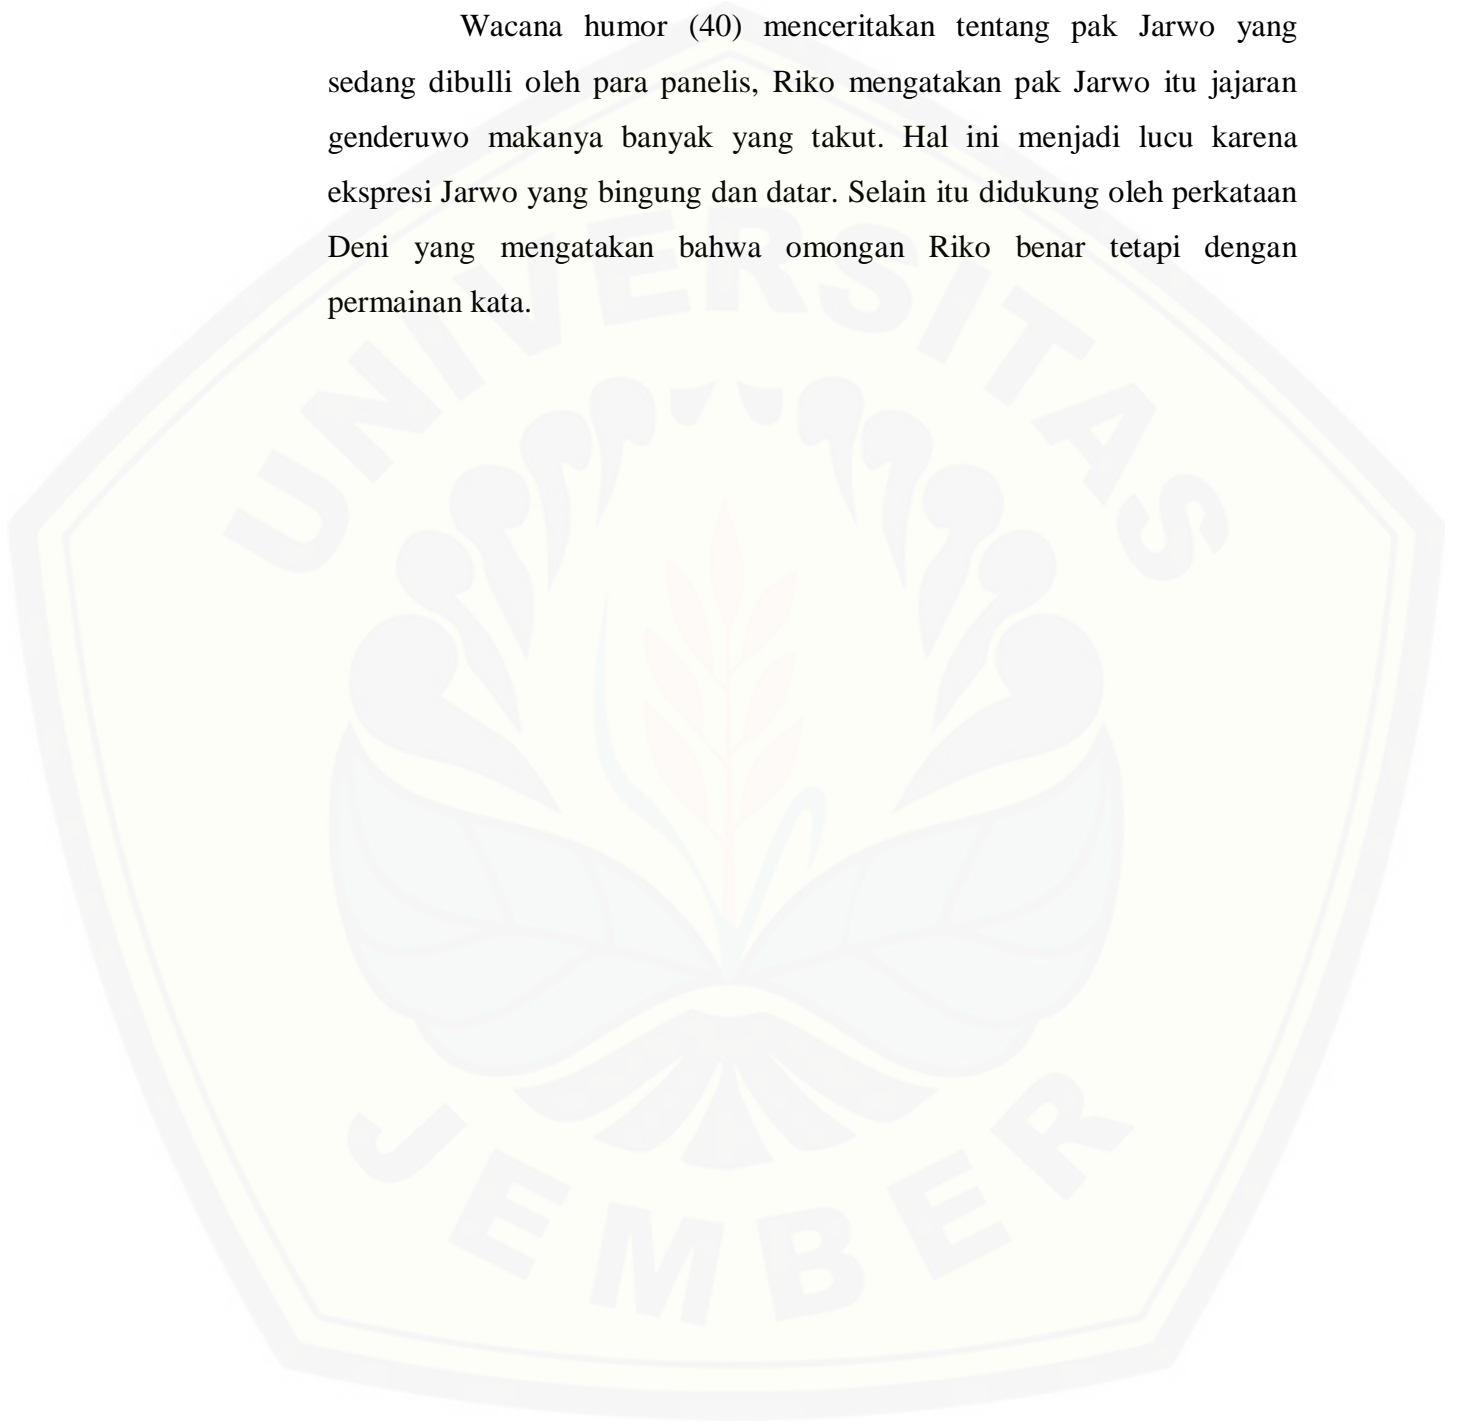 Wacana humor (40) menceritakan tentang pak Jarwo yang
sedang dibulli oleh para panelis, Riko mengatakan pak Jarwo itu jajaran
genderuwo makanya banyak yang takut. Hal ini menjadi lucu karena
ekspresi Jarwo yang bingung dan datar. Selain itu didukung oleh perkataan
Deni yang mengatakan bahwa omongan Riko benar tetapi dengan
permainan kata.
UNIVERSITAS
JEMBER